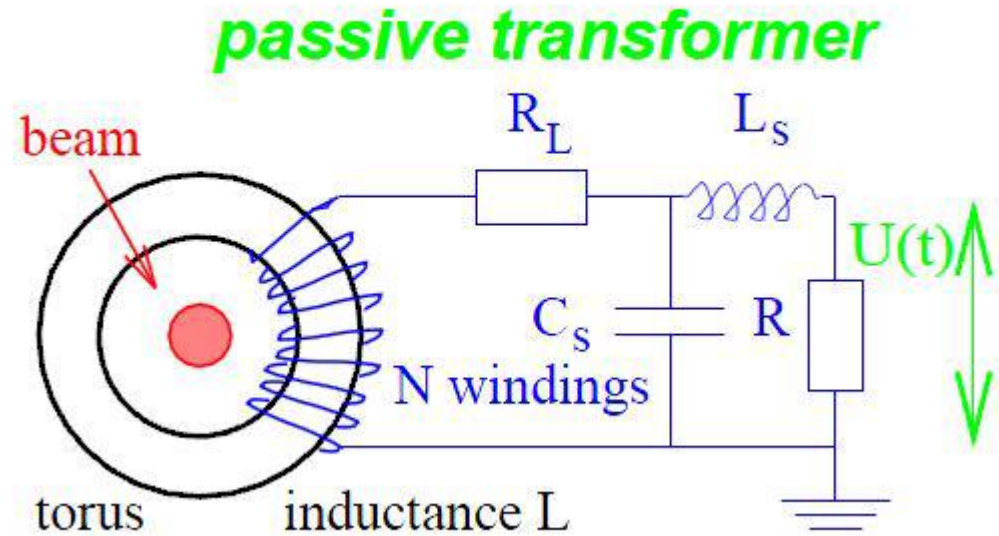 passive transformer
beam
R_L
L_s
U(t)
C_s
R
N windings
torus
inductance L